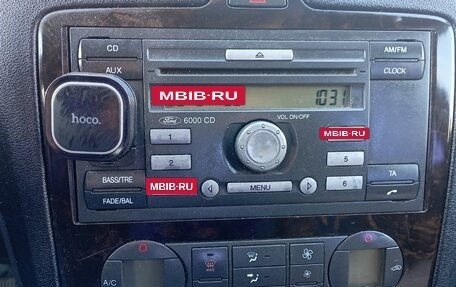 CD
AM/FM
AUX
CLOCK
MBIB-RU
1031
hoco.
Ford 6000 CD
VOL ON/OFF
1
MBIB-RU
2
5
BASS/TRE
MBIB-RU
MENU
6
TA
FADE/BAL
MAX
A/C